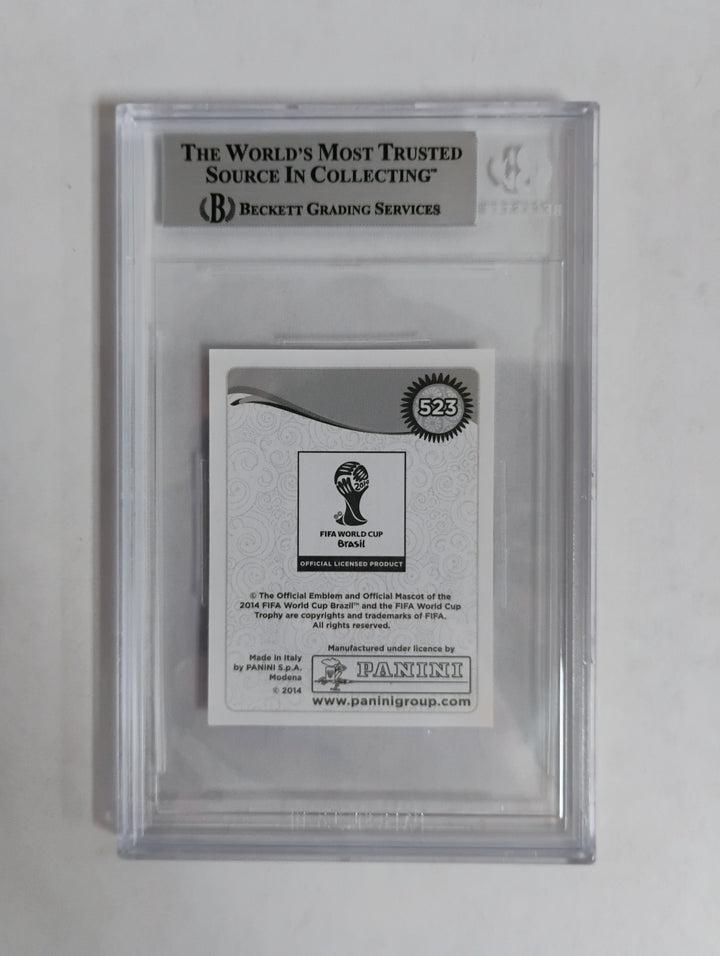 THE WORLD'S MOST TRUSTED
SOURCE IN COLLECTING™
B BECKETT GRADING SERVICES
523
2014
FIFA WORLD CUP
Brasil
OFFICIAL LICENSED PRODUCT
© The Official Emblem and Official Mascot of the
2014 FIFA World Cup Brazil™ and the FIFA World Cup
Trophy are copyrights and trademarks of FIFA.
All rights reserved.
Made in Italy
by PANINI S.p.A.
Modena
© 2014
Manufactured under licence by
PANINI
www.paninigroup.com